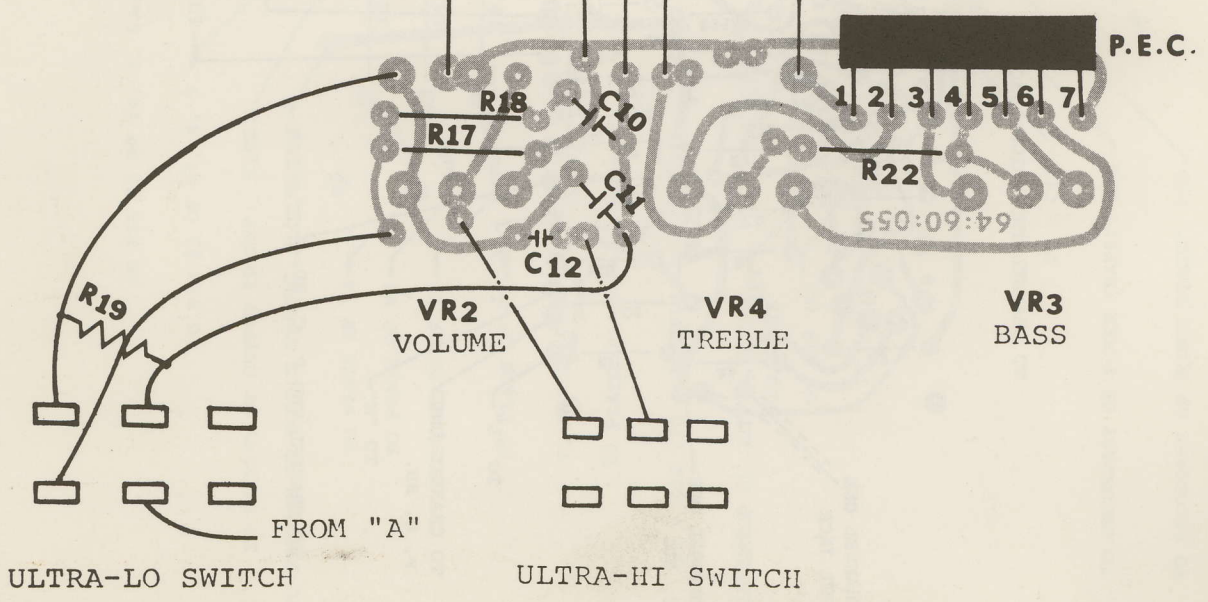 P.E.C.
1 2 3 4 5 6 7
R18
C10
R17
R22
C11
64:60:055
C12
R19
VR2
VOLUME
VR4
TREBLE
VR3
BASS
FROM "A"
ULTRA-LO SWITCH
ULTRA-HI SWITCH